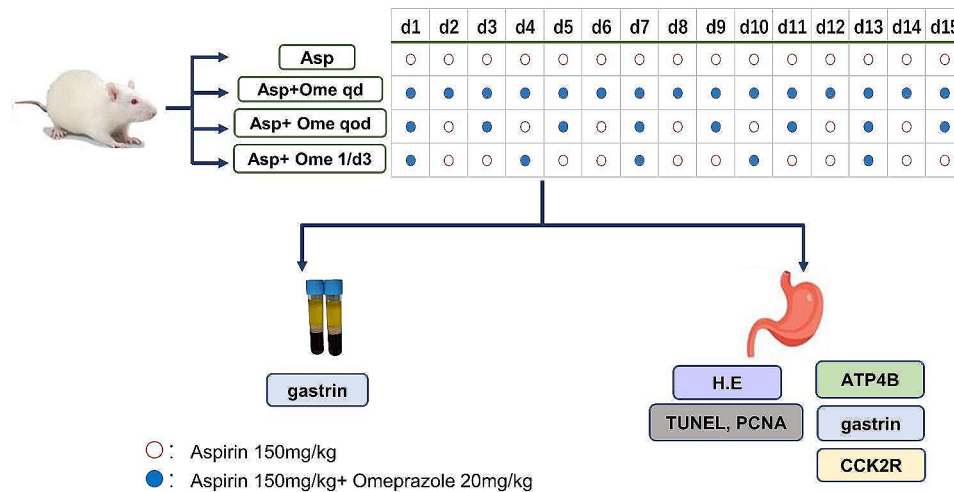 d1 d2 d3 d4 d5 d6 d7 d8 d9 d10 d11 d12 d13 d14 d15
Asp
Asp+Ome qd
Asp+ Ome qod
Asp+ Ome 1/d3
gastrin
H.E
TUNEL, PCNA
ATP4B
gastrin
CCK2R
: Aspirin 150mg/kg
: Aspirin 150mg/kg+ Omeprazole 20mg/kg